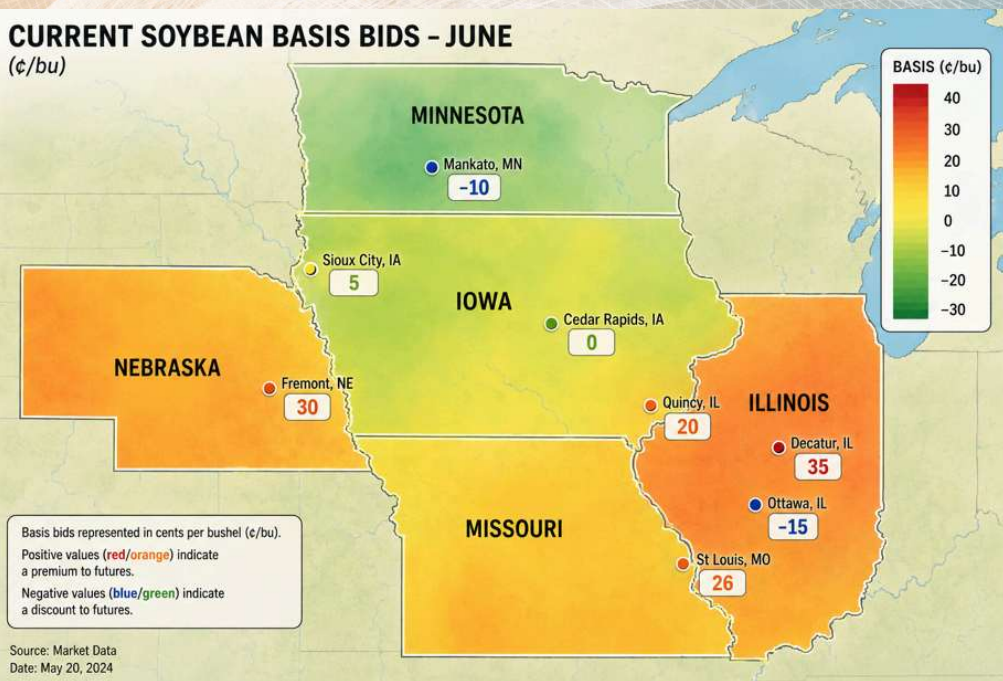 CURRENT SOYBEAN BASIS BIDS – JUNE
(¢/bu)
BASIS (¢/bu)
40
30
20
10
0
–10
–20
–30
MINNESOTA
Mankato, MN
–10
Sioux City, IA
5
IOWA
Cedar Rapids, IA
0
NEBRASKA
Fremont, NE
30
Quincy, IL
20
ILLINOIS
Decatur, IL
35
Ottawa, IL
–15
MISSOURI
St Louis, MO
26
Basis bids represented in cents per bushel (¢/bu).
Positive values (red/orange) indicate
a premium to futures.
Negative values (blue/green) indicate
a discount to futures.
Source: Market Data
Date: May 20, 2024